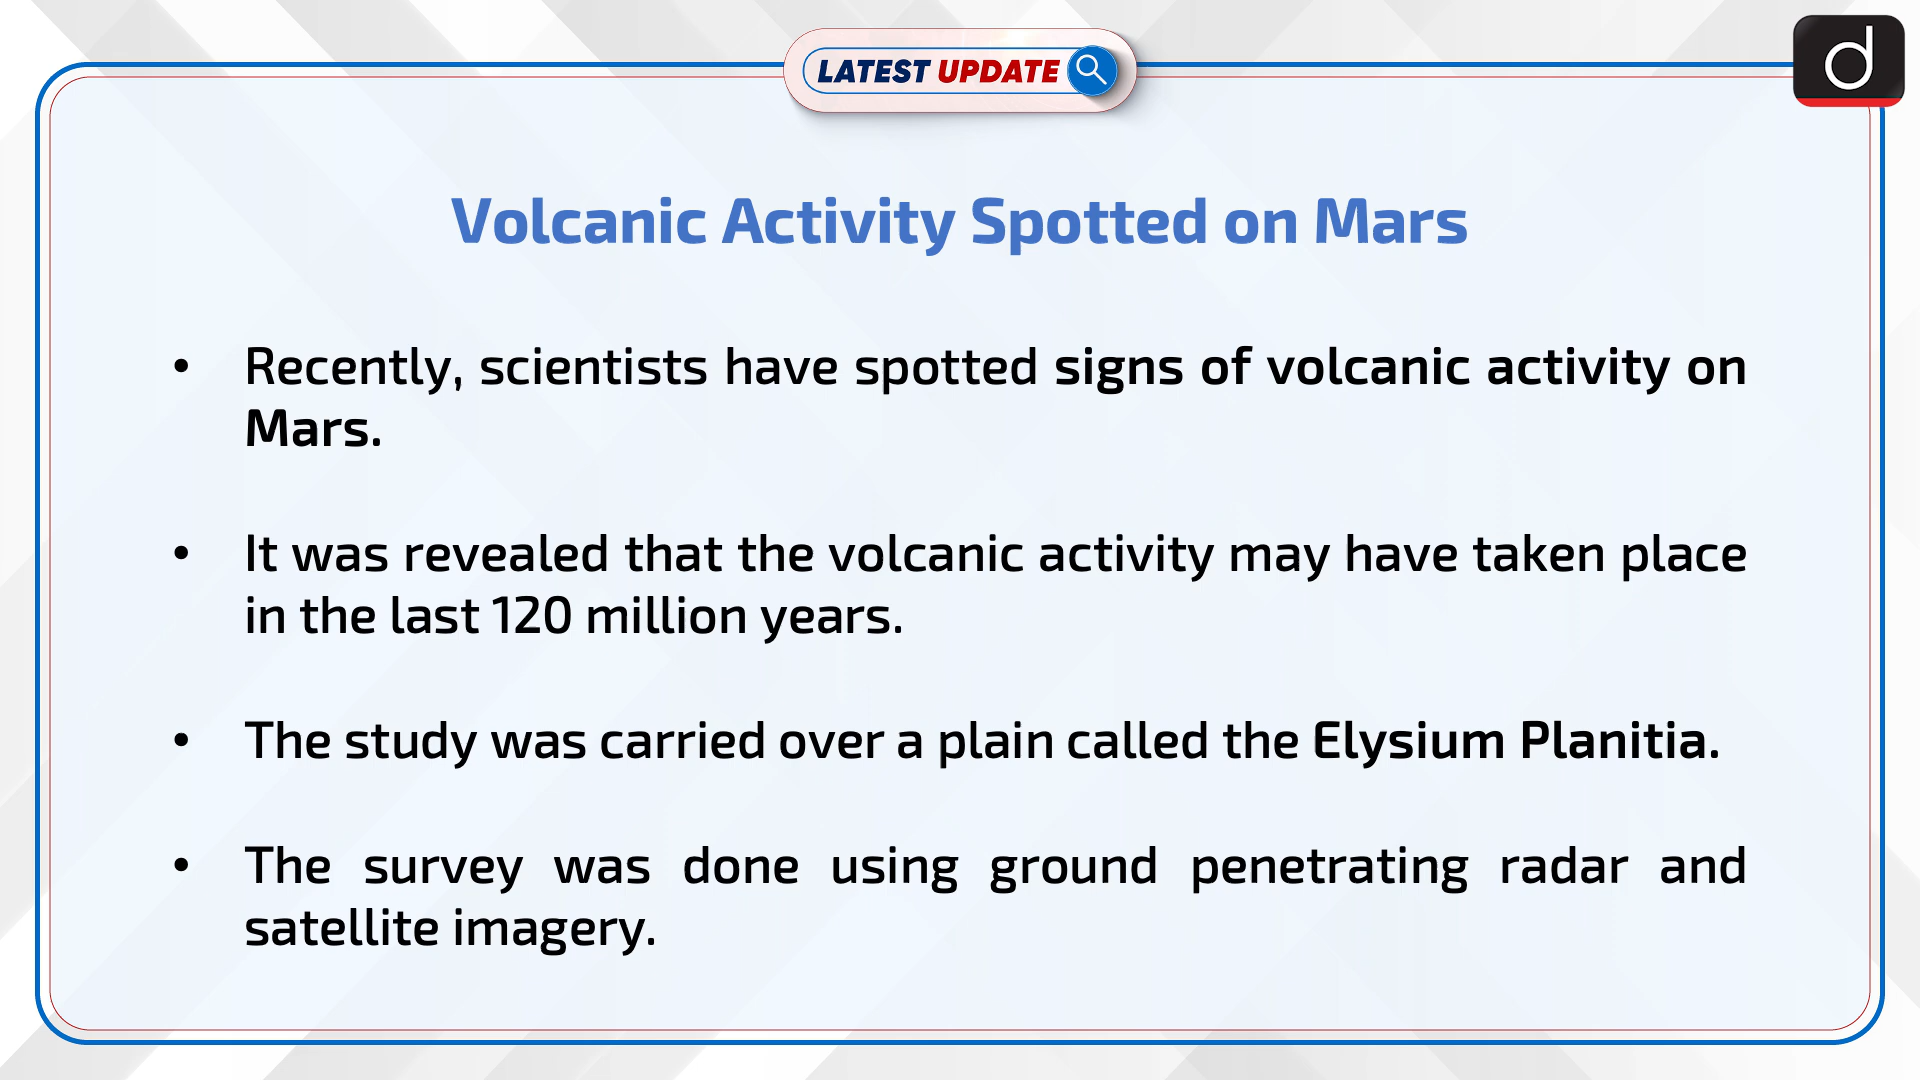 LATEST UPDATE
d
Volcanic Activity Spotted on Mars
• Recently, scientists have spotted signs of volcanic activity on
Mars.
• It was revealed that the volcanic activity may have taken place
in the last 120 million years.
• The study was carried over a plain called the Elysium Planitia.
• The survey was done using ground penetrating radar and
satellite imagery.